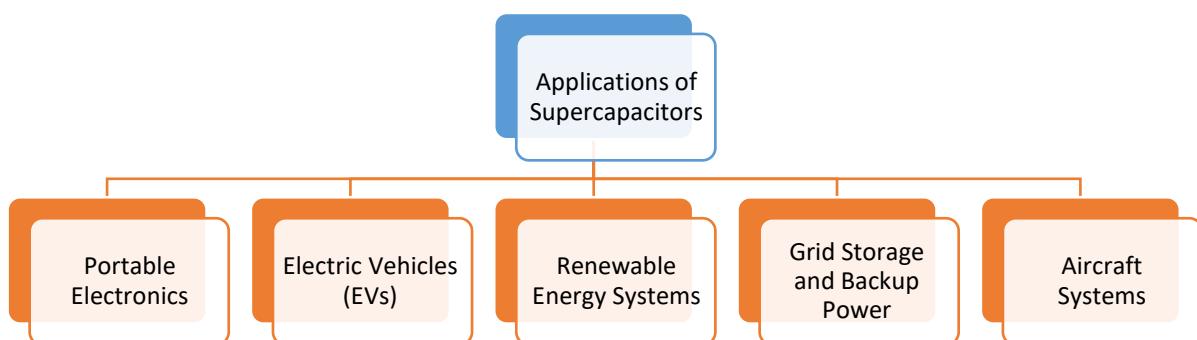 Applications of
Supercapacitors
Portable
Electronics
Electric Vehicles
(EVs)
Renewable
Energy Systems
Grid Storage
and Backup
Power
Aircraft
Systems